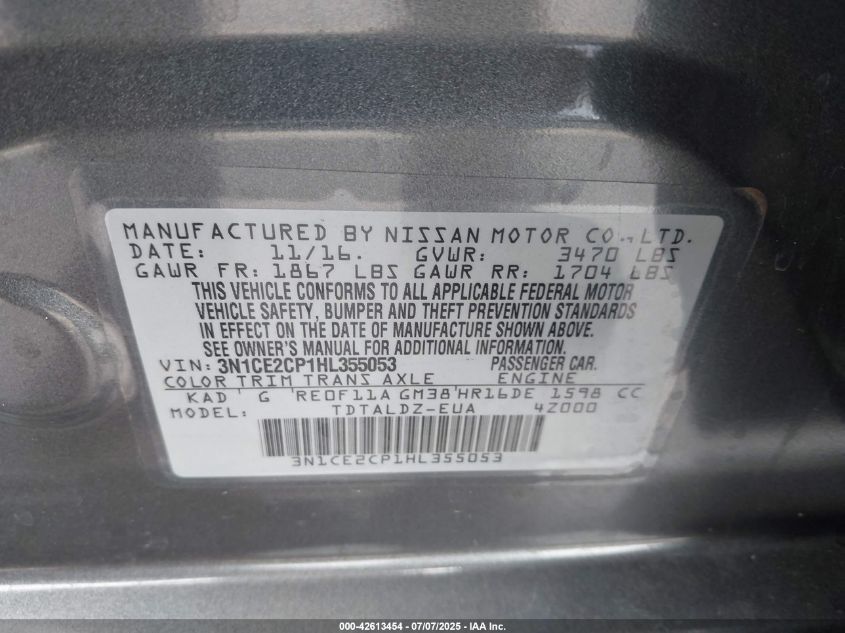 MANUFACTURED BY NISSAN MOTOR CO., LTD.
DATE: 11/16. GVWR: 3470 LBS
GAWR FR: 1867 LBS GAWR RR: 1704 LBS
THIS VEHICLE CONFORMS TO ALL APPLICABLE FEDERAL MOTOR
VEHICLE SAFETY, BUMPER AND THEFT PREVENTION STANDARDS
IN EFFECT ON THE DATE OF MANUFACTURE SHOWN ABOVE.
SEE OWNER'S MANUAL FOR ADDITIONAL INFORMATION.
VIN: 3N1CE2CP1HL355053 PASSENGER CAR.
COLOR TRIM TRANS AXLE ENGINE
KAD G RE0F11A GM38 HR16DE 1598 CC
MODEL: TDTALDZ-EUA 4Z000
3N1CE2CP1HL355053
000-42613454 - 07/07/2025 - IAA Inc.